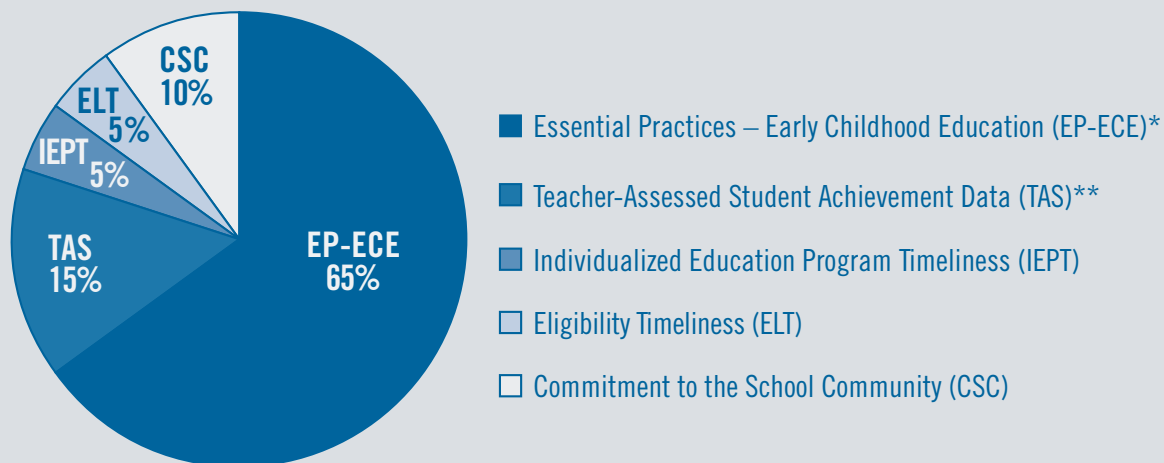 CSC
10%
ELT
5%
IEPT
5%
TAS
15%
EP-ECE
65%
Essential Practices – Early Childhood Education (EP-ECE)*
Teacher-Assessed Student Achievement Data (TAS)**
Individualized Education Program Timeliness (IEPT)
Eligibility Timeliness (ELT)
Commitment to the School Community (CSC)